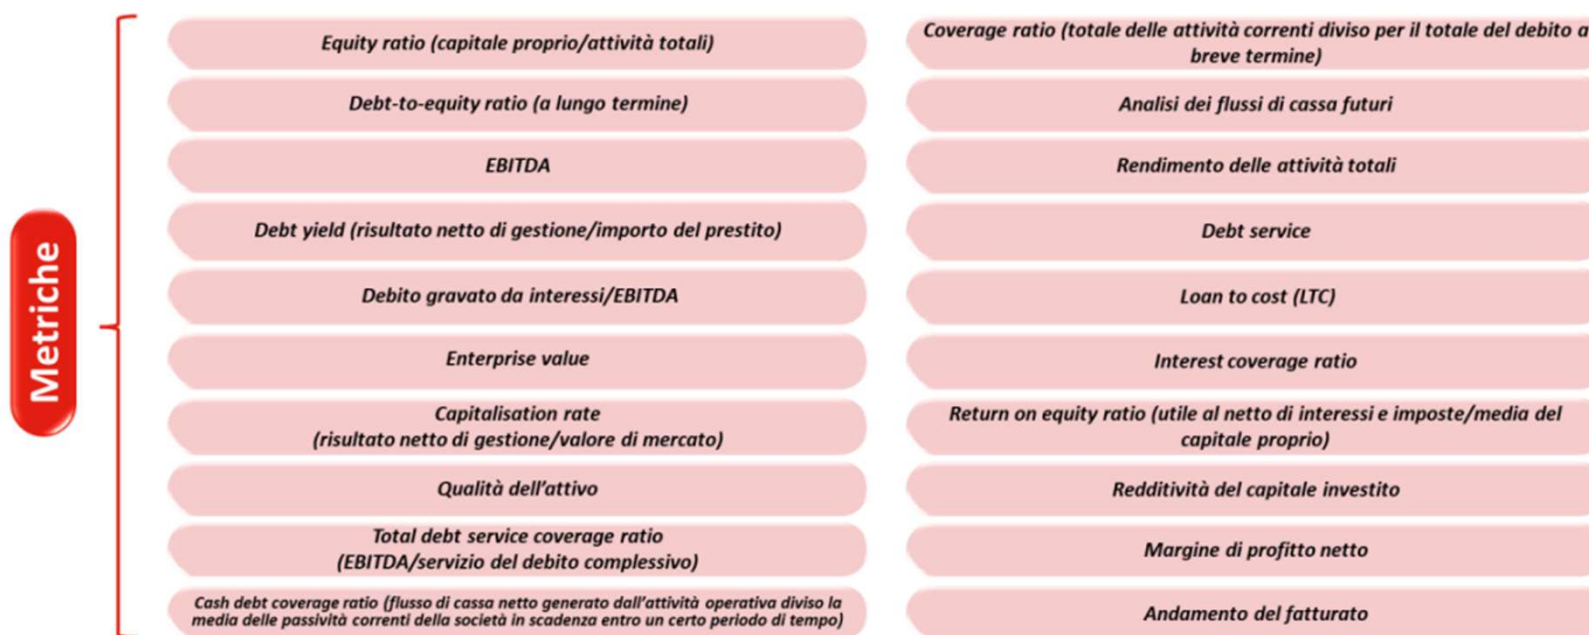 Metriche
Equity ratio (capitale proprio/attività totali)
Debt-to-equity ratio (a lungo termine)
EBITDA
Debt yield (risultato netto di gestione/importo del prestito)
Debito gravato da interessi/EBITDA
Enterprise value
Capitalisation rate
(risultato netto di gestione/valore di mercato)
Qualità dell'attivo
Total debt service coverage ratio
(EBITDA/servizio del debito complessivo)
Cash debt coverage ratio (flusso di cassa netto generato dall'attività operativa diviso la
media delle passività correnti della società in scadenza entro un certo periodo di tempo)
Coverage ratio (totale delle attività correnti diviso per il totale del debito a
breve termine)
Analisi dei flussi di cassa futuri
Rendimento delle attività totali
Debt service
Loan to cost (LTC)
Interest coverage ratio
Return on equity ratio (utile al netto di interessi e imposte/media del
capitale proprio)
Redditività del capitale investito
Margine di profitto netto
Andamento del fatturato